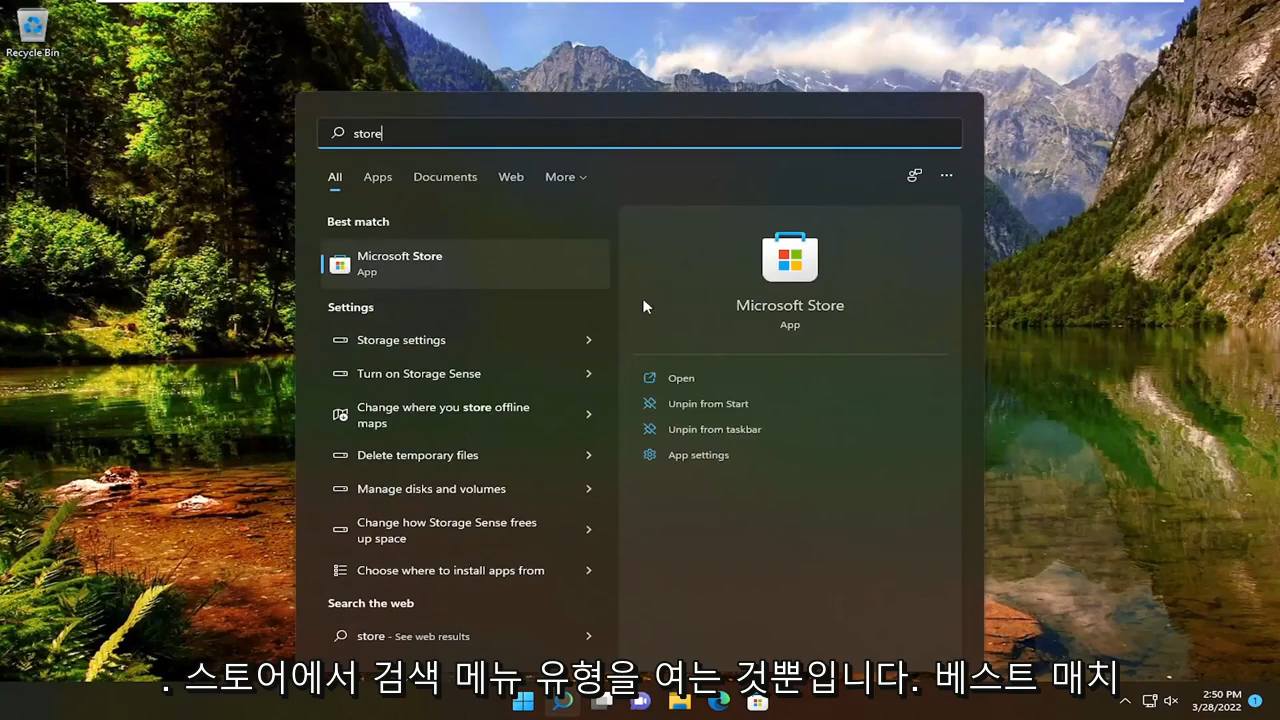 Recycle Bin
store
All Apps Documents Web More
Best match
Microsoft Store
App
Settings
Storage settings
Turn on Storage Sense
Change where you store offline
maps
Delete temporary files
Manage disks and volumes
Change how Storage Sense frees
up space
Choose where to install apps from
Search the web
store - See web results
Microsoft Store
App
Open
Unpin from Start
Unpin from taskbar
App settings
. 스토어에서 검색 메뉴 유형을 여는 것뿐입니다. 베스트 매치
2:50 PM
3/28/2022
1